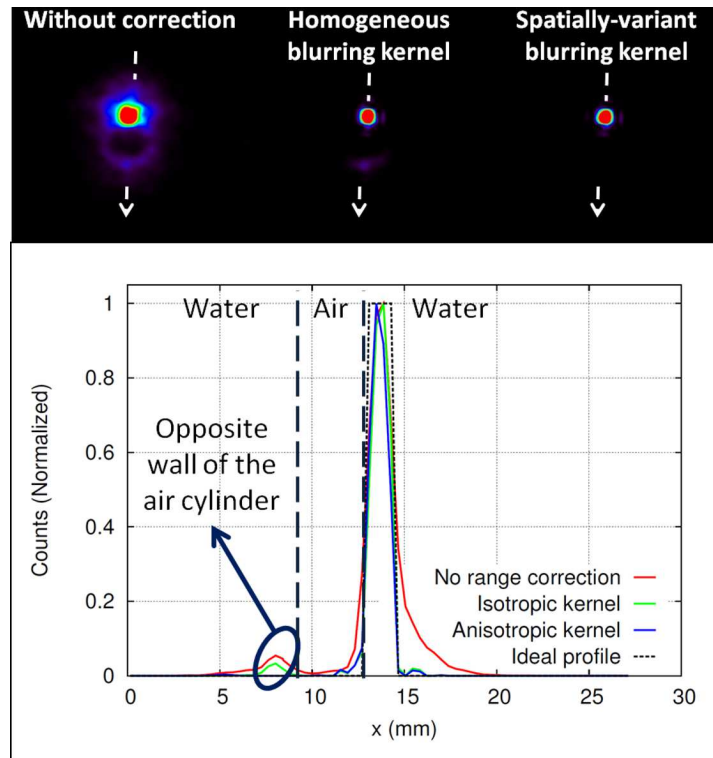 Without correction
Homogeneous
blurring kernel
Spatially-variant
blurring kernel
Water
Air
Water
Opposite
wall of the
air cylinder
Counts (Normalized)
1
0.8
0.6
0.4
0.2
0
No range correction
Isotropic kernel
Anisotropic kernel
Ideal profile
0
5
10
15
20
25
30
x (mm)